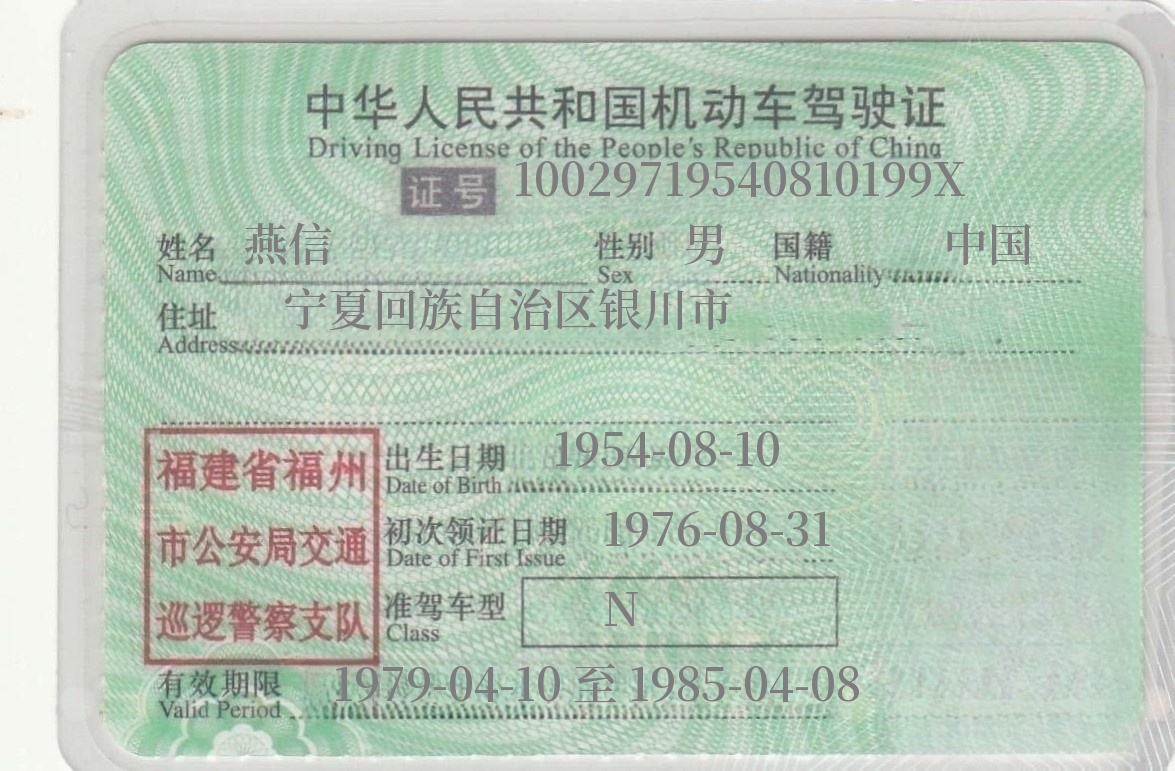 中华人民共和国机动车驾驶证
Driving License of the People's Republic of China
证号 10029719540810199X
姓名 燕信 性别 男 国籍 中国
Name Sex Nationality
住址 宁夏回族自治区银川市
Address
福建省福州
市公安局交通
巡逻警察支队
出生日期 1954-08-10
Date of Birth
初次领证日期 1976-08-31
Date of First Issue
准驾车型 N
Class
有效期限 1979-04-10 至 1985-04-08
Valid Period